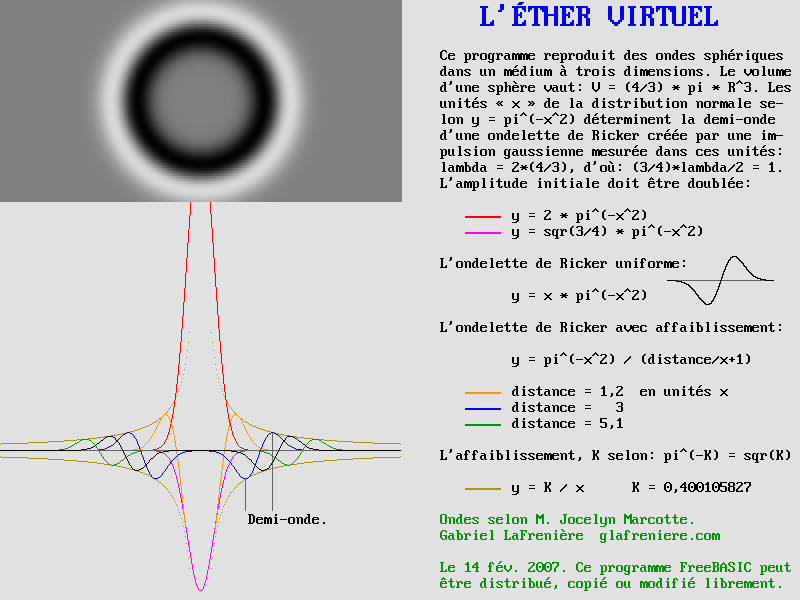 L'ÉTHER VIRTUEL
Ce programme reproduit des ondes sphériques
dans un médium à trois dimensions. Le volume
d'une sphère vaut: V = (4/3) * pi * R^3. Les
unités « x » de la distribution normale se-
lon y = pi^(-x^2) déterminent la demi-onde
d'une ondelette de Ricker créée par une im-
pulsion gaussienne mesurée dans ces unités:
lambda = 2*(4/3), d'où: (3/4)*lambda/2 = 1.
L'amplitude initiale doit être doublée:
y = 2 * pi^(-x^2)
y = sqr(3/4) * pi^(-x^2)
L'ondelette de Ricker uniforme:
y = x * pi^(-x^2)
L'ondelette de Ricker avec affaiblissement:
y = pi^(-x^2) / (distance/x+1)
distance = 1,2 en unités x
distance = 3
distance = 5,1
L'affaiblissement, K selon: pi^(-K) = sqr(K)
y = K / x K = 0,400105827
Demi-onde.
Ondes selon M. Jocelyn Marcotte.
Gabriel LaFrenière glafreniere.com
Le 14 fév. 2007. Ce programme FreeBASIC peut
être distribué, copié ou modifié librement.